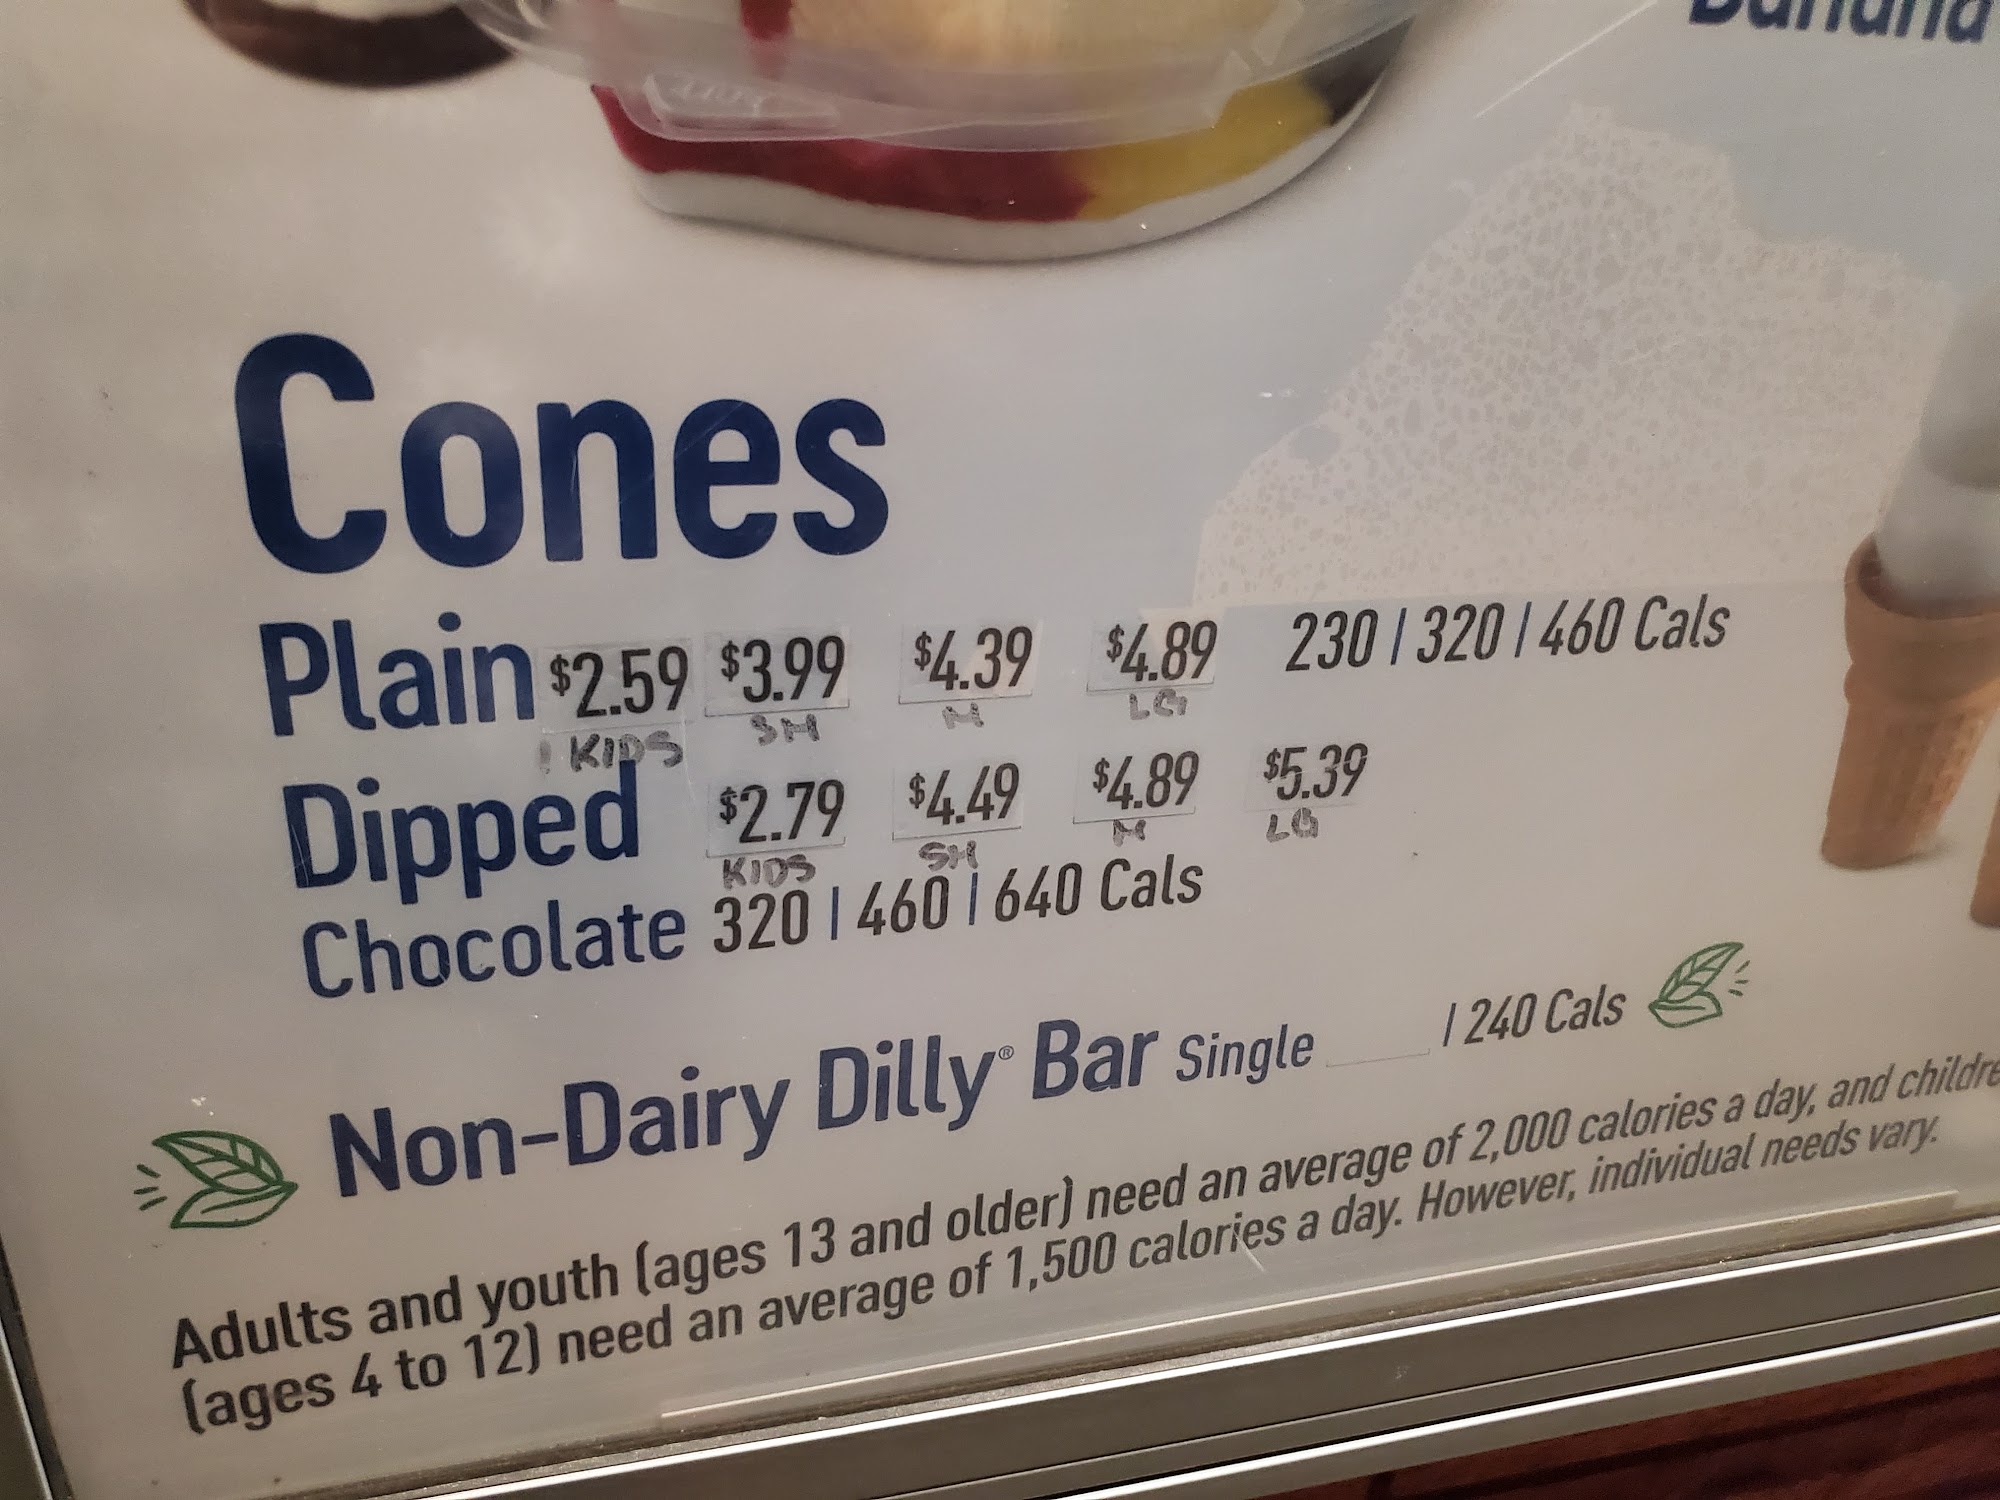 Banana
Cones
Plain $2.59 $3.99 $4.39 $4.89 230 | 320 | 460 Cals
KIDS SM M LG
Dipped $2.79 $4.49 $4.89 $5.39
KIDS SM M LG
Chocolate 320 | 460 | 640 Cals
Non-Dairy Dilly® Bar Single ____ | 240 Cals
Adults and youth (ages 13 and older) need an average of 2,000 calories a day, and childre
(ages 4 to 12) need an average of 1,500 calories a day. However, individual needs vary.